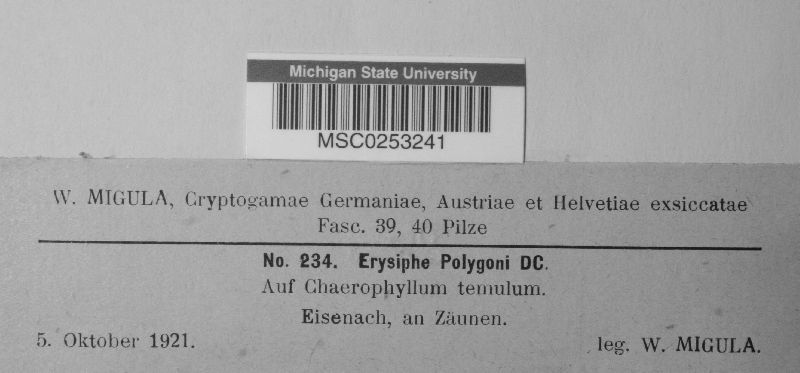 Michigan State University
MSC0253241
W. MIGULA, Cryptogamae Germaniae, Austriae et Helvetiae exsiccatae
Fasc. 39, 40 Pilze
No. 234. Erysiphe Polygoni DC.
Auf Chaerophyllum temulum.
Eisenach, an Zäunen.
5. Oktober 1921. leg. W. MIGULA.